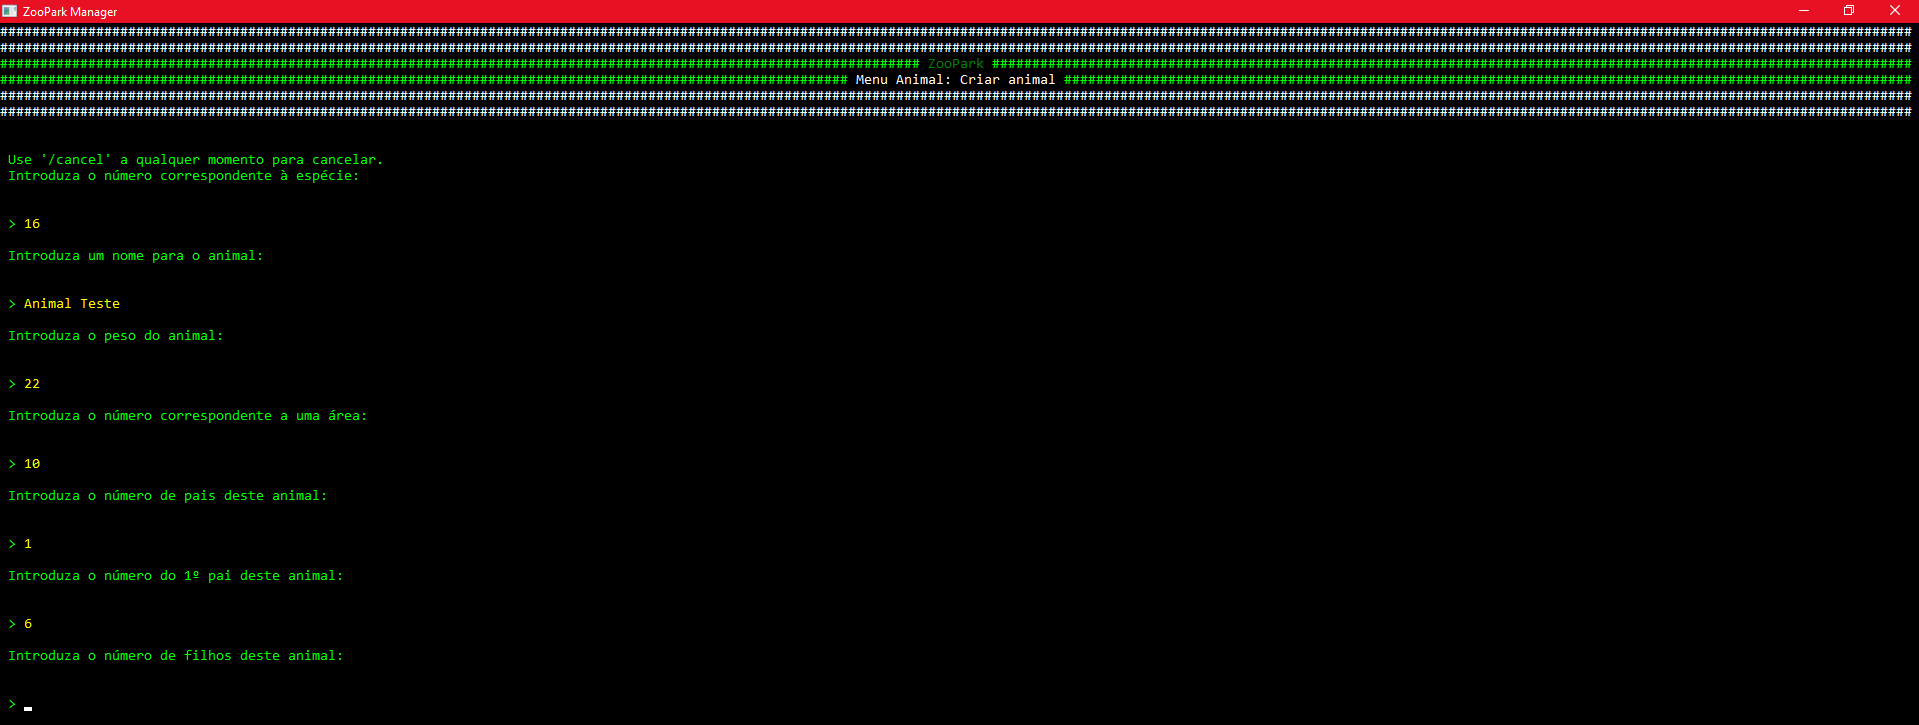 ZooPark Manager
ZooPark
Menu Animal: Criar animal
Use '/cancel' a qualquer momento para cancelar.
Introduza o número correspondente à espécie:
> 16
Introduza um nome para o animal:
> Animal Teste
Introduza o peso do animal:
> 22
Introduza o número correspondente a uma área:
> 10
Introduza o número de pais deste animal:
> 1
Introduza o número do 1º pai deste animal:
> 6
Introduza o número de filhos deste animal:
>